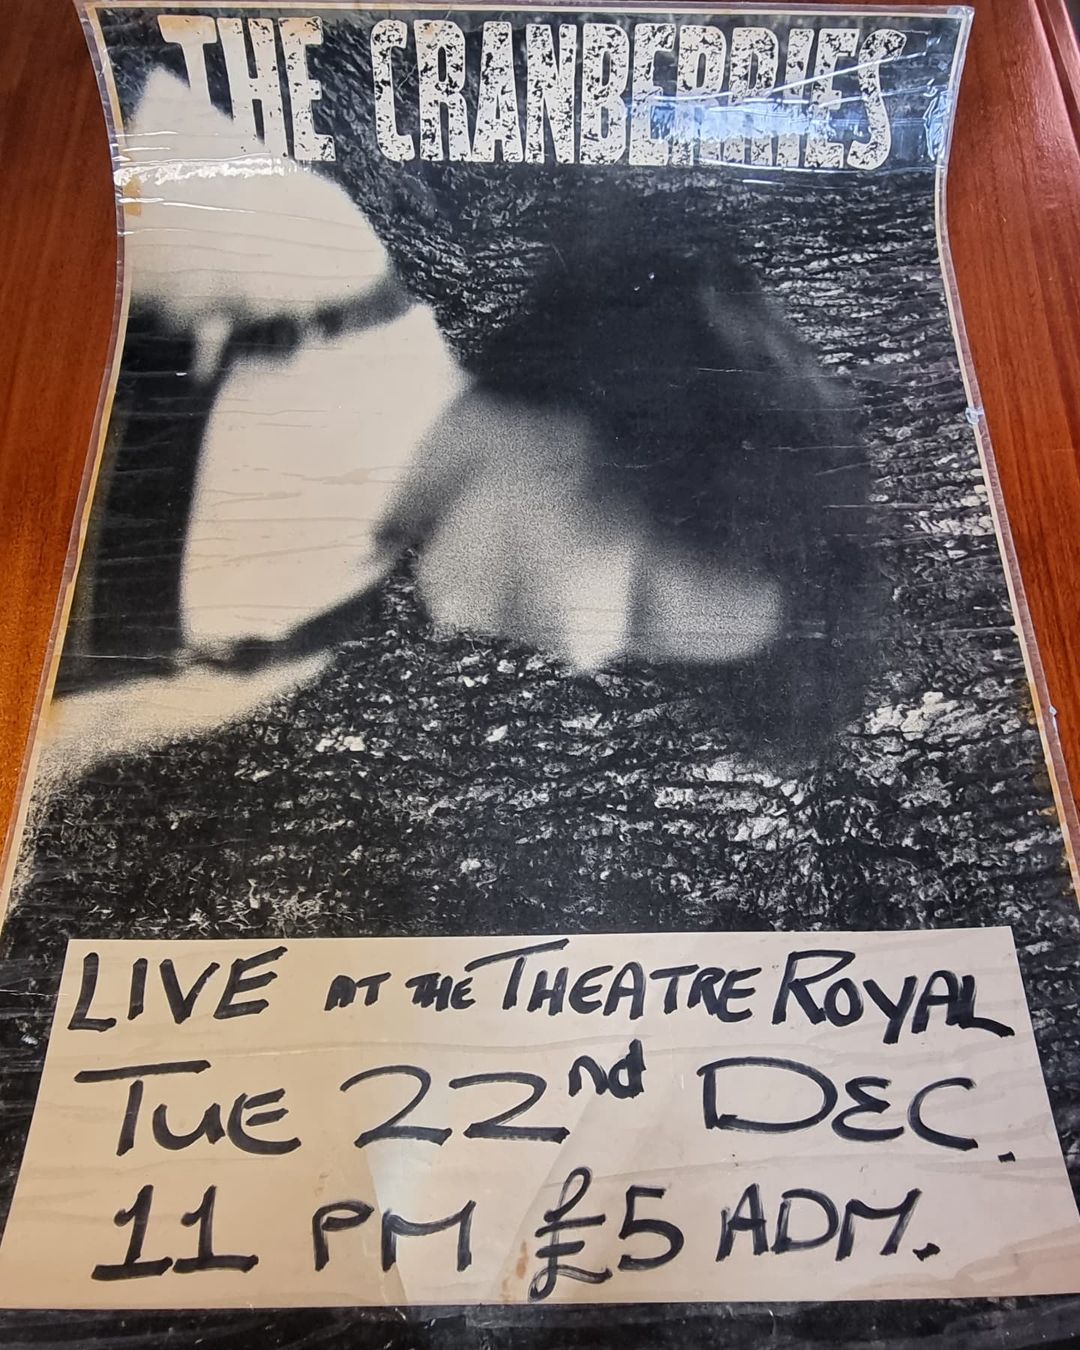 THE CRANBERRIES
LIVE AT THE THEATRE ROYAL
TUE 22nd DEC.
11 PM £5 ADM.